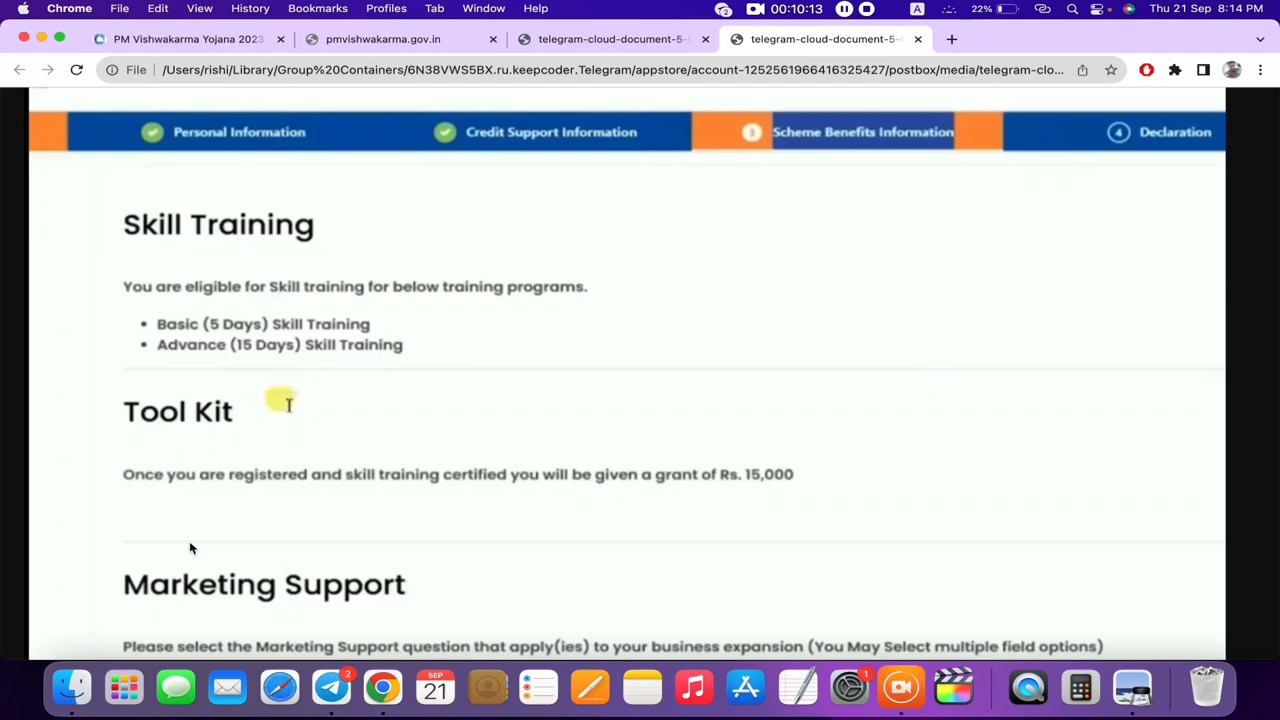 Chrome File Edit View History Bookmarks Profiles Tab Window Help 2 00:10:13 A 22% Thu 21 Sep 8:14 PM
PM Vishwakarma Yojana 2023 pmvishwakarma.gov.in telegram-cloud-document-5- telegram-cloud-document-5-
File /Users/rishi/Library/Group%20Containers/6N38VWS5BX.ru.keepcoder.Telegram/appstore/account-1252561966416325427/postbox/media/telegram-clo...
Personal Information Credit Support Information 3 Scheme Benefits Information 4 Declaration
Skill Training
You are eligible for Skill training for below training programs.
• Basic (5 Days) Skill Training
• Advance (15 Days) Skill Training
Tool Kit
Once you are registered and skill training certified you will be given a grant of Rs. 15,000
Marketing Support
Please select the Marketing Support question that apply(ies) to your business expansion (You May Select multiple field options)
2 SEP 21 1